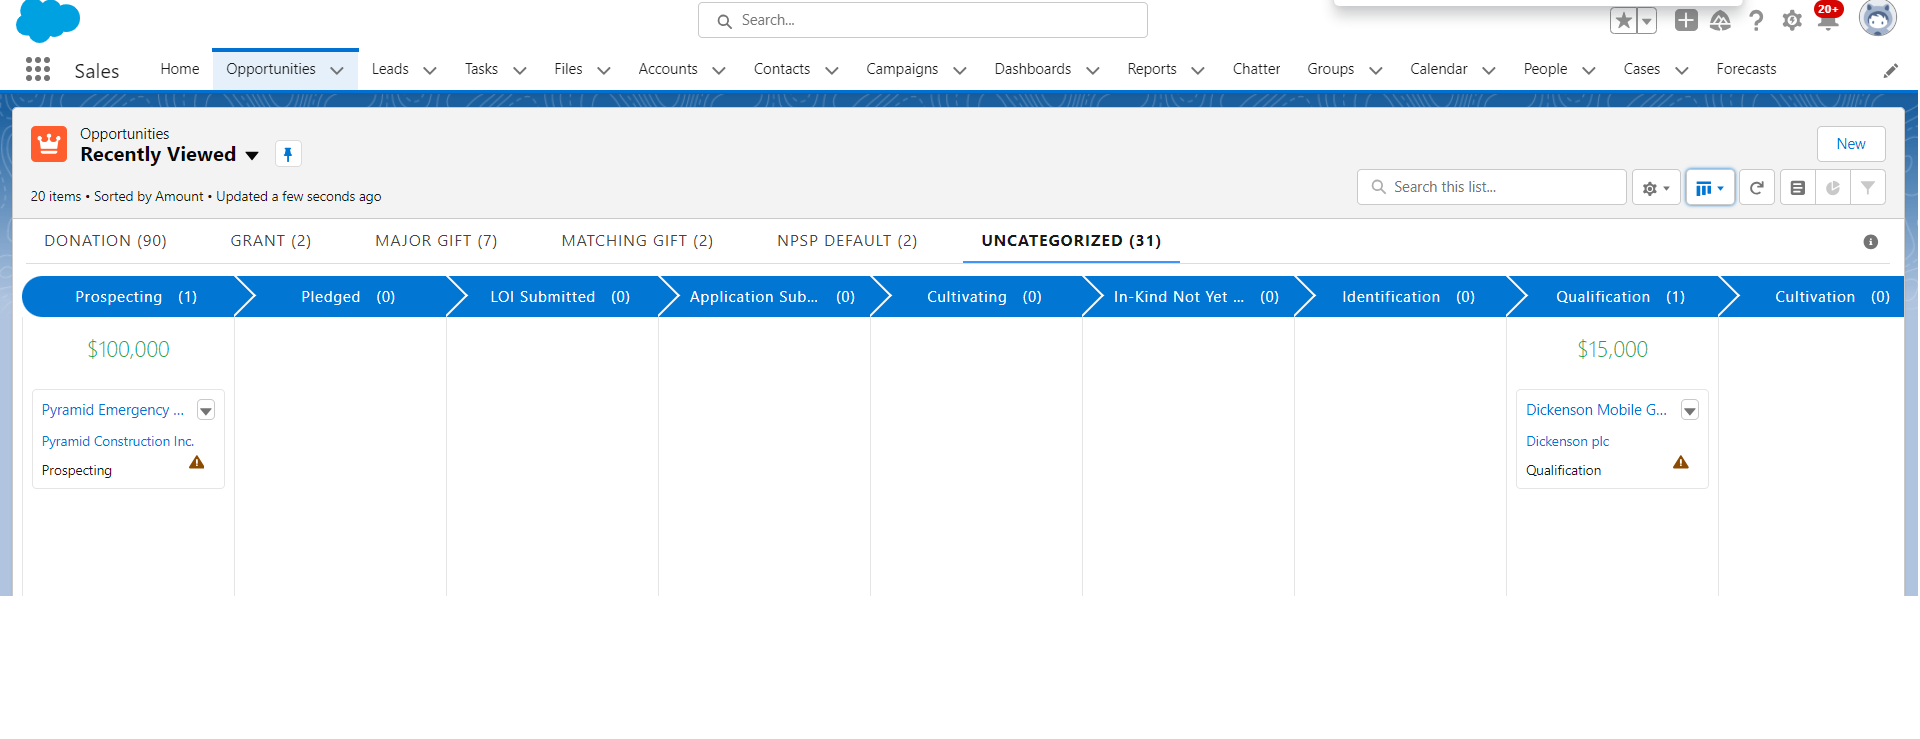 Search...
20+
Sales Home Opportunities Leads Tasks Files Accounts Contacts Campaigns Dashboards Reports Chatter Groups Calendar People Cases Forecasts
Opportunities
Recently Viewed
New
20 items • Sorted by Amount • Updated a few seconds ago
Search this list...
DONATION (90) GRANT (2) MAJOR GIFT (7) MATCHING GIFT (2) NPSP DEFAULT (2) UNCATEGORIZED (31)
Prospecting (1) Pledged (0) LOI Submitted (0) Application Sub... (0) Cultivating (0) In-Kind Not Yet ... (0) Identification (0) Qualification (1) Cultivation (0)
$100,000 $15,000
Pyramid Emergency ... Dickenson Mobile G...
Pyramid Construction Inc. Dickenson plc
Prospecting Qualification